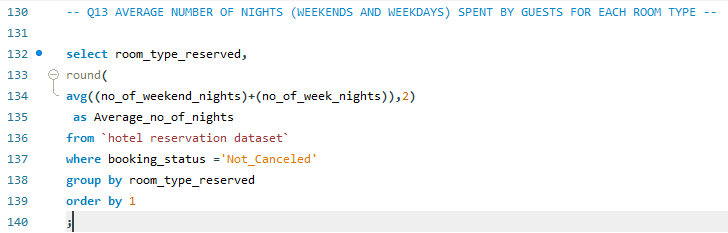 130 -- Q13 AVERAGE NUMBER OF NIGHTS (WEEKENDS AND WEEKDAYS) SPENT BY GUESTS FOR EACH ROOM TYPE --
131
132 select room_type_reserved,
133 round(
134 avg((no_of_weekend_nights)+(no_of_week_nights)),2)
135 as Average_no_of_nights
136 from `hotel reservation dataset`
137 where booking_status ='Not_Canceled'
138 group by room_type_reserved
139 order by 1
140 ;